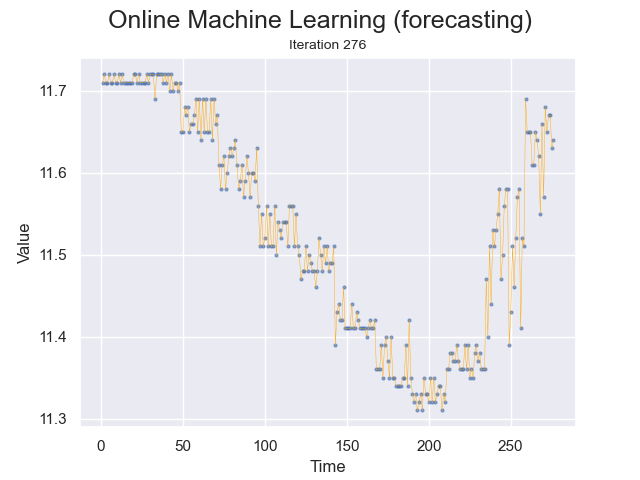 Online Machine Learning (forecasting)
Iteration 276
11.7
11.6
11.5
11.4
11.3
Value
0 50 100 150 200 250
Time